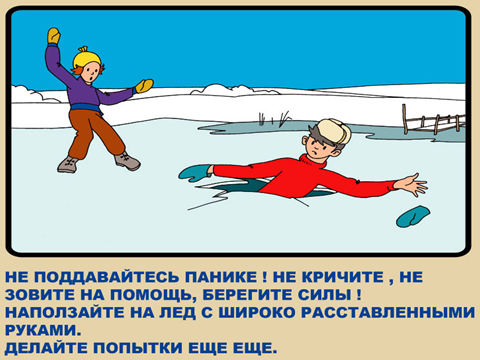 НЕ ПОДДАВАЙТЕСЬ ПАНИКЕ ! НЕ КРИЧИТЕ , НЕ
ЗОВИТЕ НА ПОМОЩЬ, БЕРЕГИТЕ СИЛЫ !
НАПОЛЗАЙТЕ НА ЛЕД С ШИРОКО РАССТАВЛЕННЫМИ
РУКАМИ.
ДЕЛАЙТЕ ПОПЫТКИ ЕЩЕ ЕЩЕ.